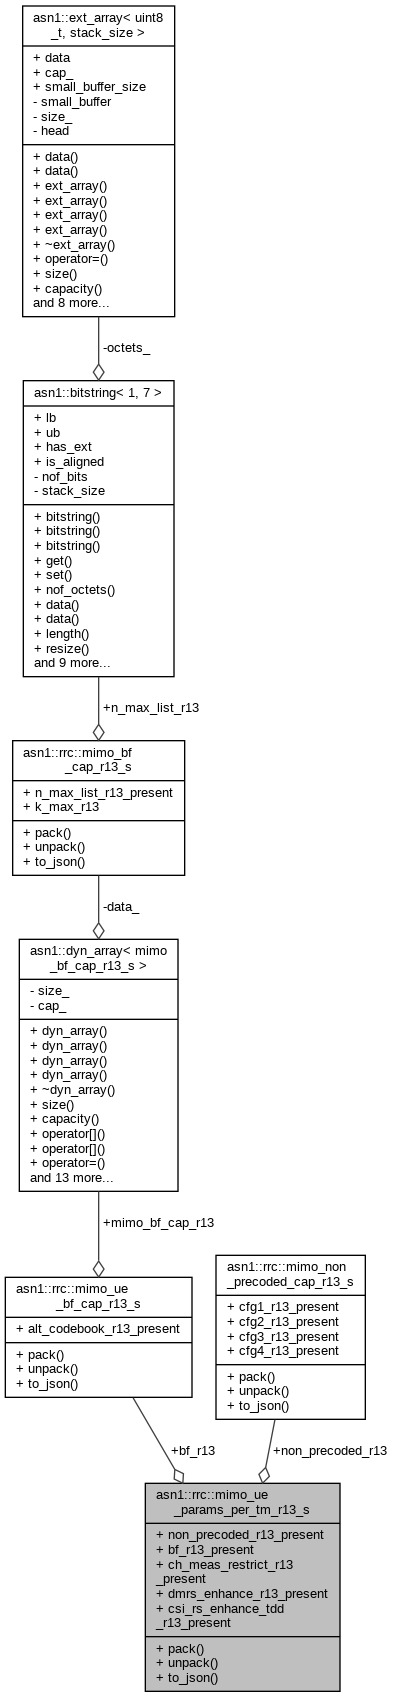 asn1::ext_array< uint8
_t, stack_size >
+ data
+ cap_
+ small_buffer_size
- small_buffer
- size_
- head
+ data()
+ data()
+ ext_array()
+ ext_array()
+ ext_array()
+ ext_array()
+ ~ext_array()
+ operator=()
+ size()
+ capacity()
and 8 more...
-octets_
asn1::bitstring< 1, 7 >
+ lb
+ ub
+ has_ext
+ is_aligned
- nof_bits
- stack_size
+ bitstring()
+ bitstring()
+ bitstring()
+ get()
+ set()
+ nof_octets()
+ data()
+ data()
+ length()
+ resize()
and 9 more...
+n_max_list_r13
asn1::rrc::mimo_bf
_cap_r13_s
+ n_max_list_r13_present
+ k_max_r13
+ pack()
+ unpack()
+ to_json()
-data_
asn1::dyn_array< mimo
_bf_cap_r13_s >
- size_
- cap_
+ dyn_array()
+ dyn_array()
+ dyn_array()
+ dyn_array()
+ ~dyn_array()
+ size()
+ capacity()
+ operator[]()
+ operator[]()
+ operator=()
and 13 more...
+mimo_bf_cap_r13
asn1::rrc::mimo_ue
_bf_cap_r13_s
+ alt_codebook_r13_present
+ pack()
+ unpack()
+ to_json()
asn1::rrc::mimo_non
_precoded_cap_r13_s
+ cfg1_r13_present
+ cfg2_r13_present
+ cfg3_r13_present
+ cfg4_r13_present
+ pack()
+ unpack()
+ to_json()
+bf_r13
+non_precoded_r13
asn1::rrc::mimo_ue
_params_per_tm_r13_s
+ non_precoded_r13_present
+ bf_r13_present
+ ch_meas_restrict_r13
_present
+ dmrs_enhance_r13_present
+ csi_rs_enhance_tdd
_r13_present
+ pack()
+ unpack()
+ to_json()